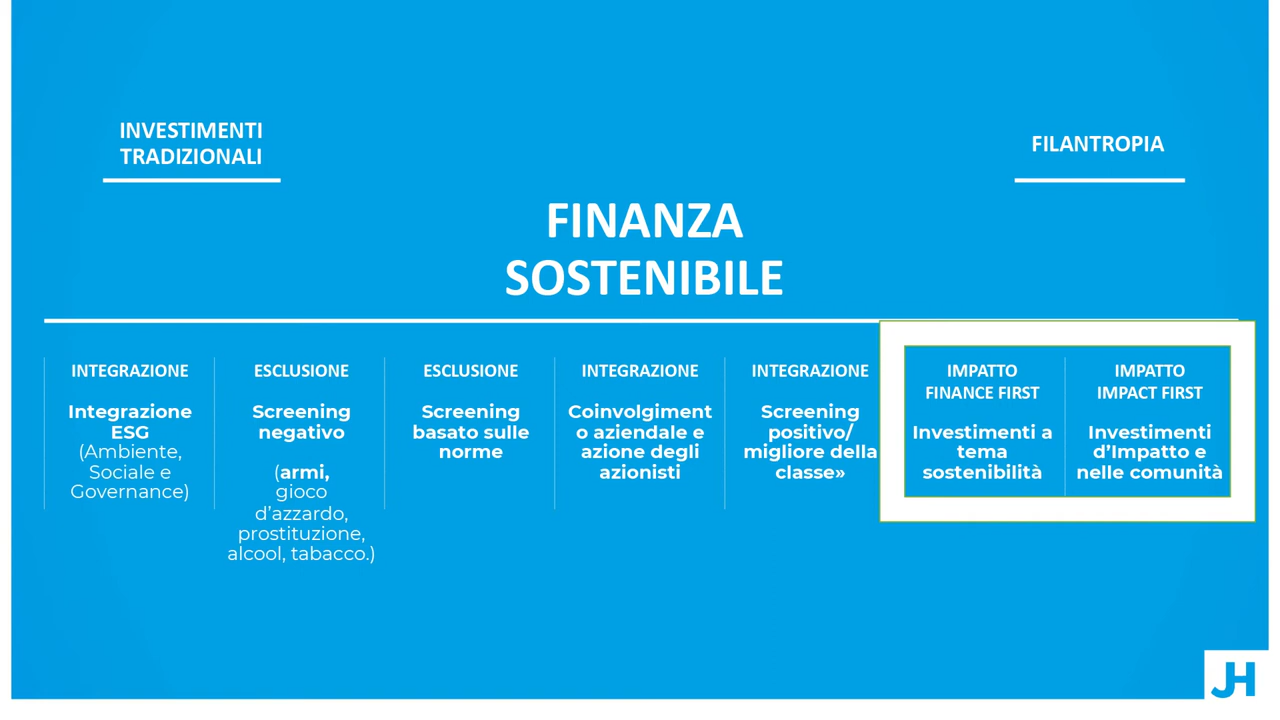 INVESTIMENTI
TRADIZIONALI
FILANTROPIA
FINANZA
SOSTENIBILE
INTEGRAZIONE
Integrazione
ESG
(Ambiente,
Sociale e
Governance)
ESCLUSIONE
Screening
negativo
(armi,
gioco
d’azzardo,
prostituzione,
alcool, tabacco.)
ESCLUSIONE
Screening
basato sulle
norme
INTEGRAZIONE
Coinvolgiment
o aziendale e
azione degli
azionisti
INTEGRAZIONE
Screening
positivo/
migliore della
classe»
IMPATTO
FINANCE FIRST
Investimenti a
tema
sostenibilità
IMPATTO
IMPACT FIRST
Investimenti
d’Impatto e
nelle comunità
JH